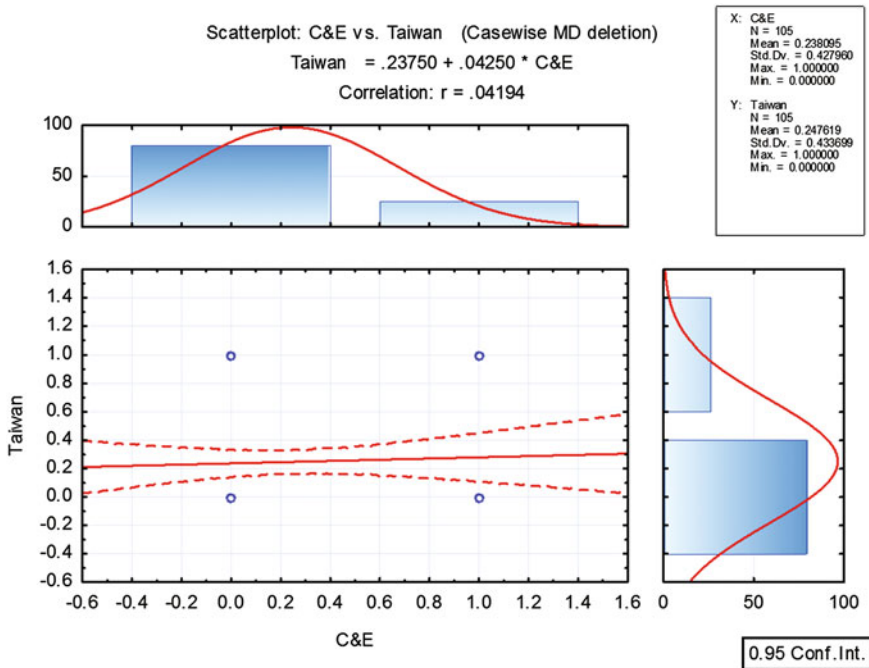 Scatterplot: C&E vs. Taiwan (Casewise MD deletion)
Taiwan = .23750 + .04250 * C&E
Correlation: r = .04194
X: C&E
N = 105
Mean = 0.238095
Std.Dv. = 0.427960
Max. = 1.000000
Min. = 0.000000
Y: Taiwan
N = 105
Mean = 0.247619
Std.Dv. = 0.433699
Max. = 1.000000
Min. = 0.000000
100
50
0
1.6
1.4
1.2
1.0
0.8
0.6
0.4
0.2
0.0
-0.2
-0.4
-0.6
Taiwan
-0.6 -0.4 -0.2 0.0 0.2 0.4 0.6 0.8 1.0 1.2 1.4 1.6
C&E
0 50 100
0.95 Conf.Int.